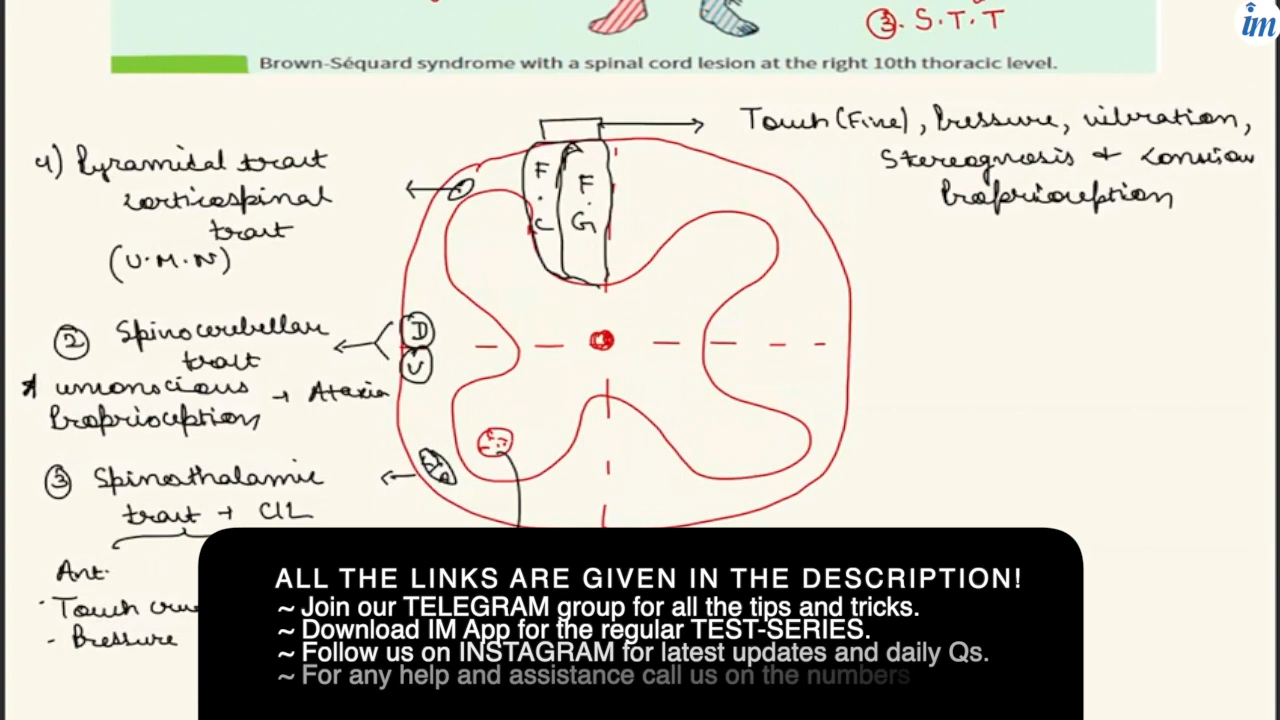 im
③. S.T.T
Brown-Séquard syndrome with a spinal cord lesion at the right 10th thoracic level.
Touch (Fine), Pressure, vibration,
Stereognosis &
Proprioception
4) Pyramidal tract
corticospinal
tract
(U.M.N)
F.C
F.G
② Spinocerebellar
tract
D
V
unconscious → Ataxia
Proprioception
③ Spinothalamic
tract → C/L
Ant.
· Touch
- Pressure
ALL THE LINKS ARE GIVEN IN THE DESCRIPTION!
~ Join our TELEGRAM group for all the tips and tricks.
~ Download IM App for the regular TEST-SERIES.
~ Follow us on INSTAGRAM for latest updates and daily Qs.
~ For any help and assistance call us on the numbers